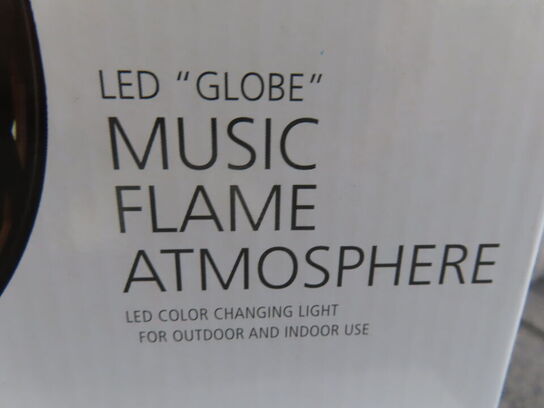 LED "GLOBE"
MUSIC
FLAME
ATMOSPHERE
LED COLOR CHANGING LIGHT
FOR OUTDOOR AND INDOOR USE